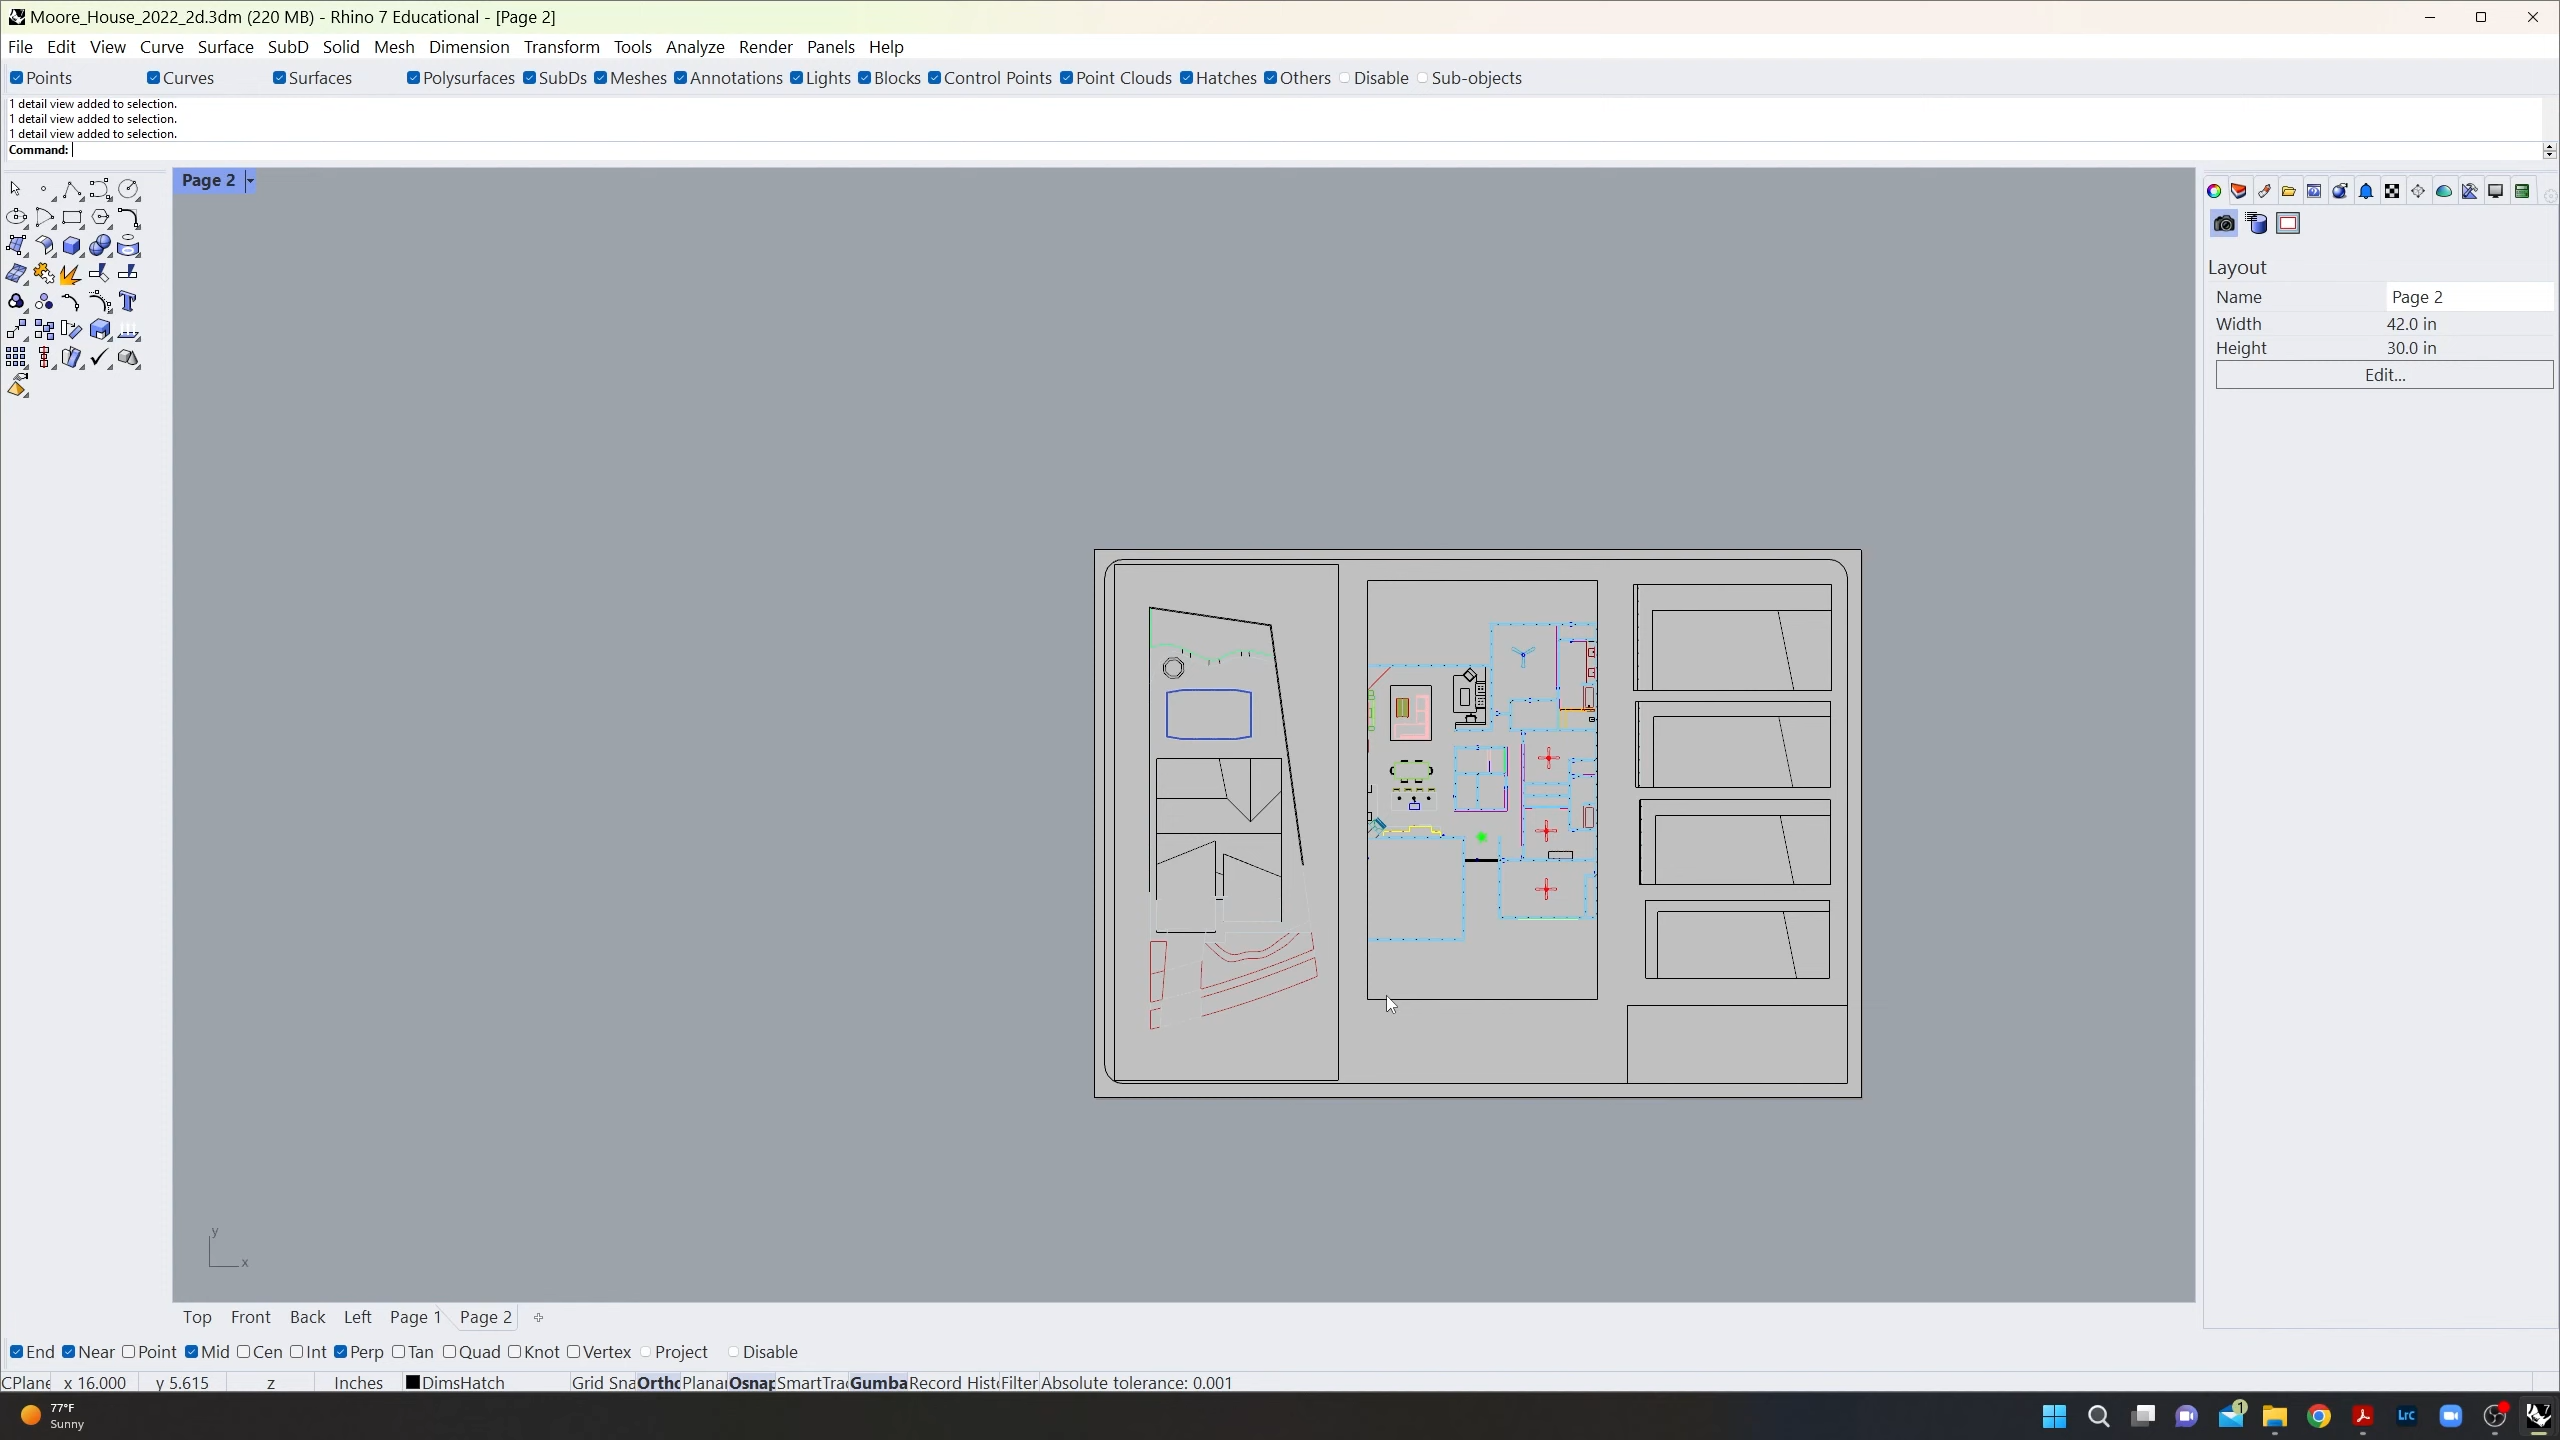 Moore_House_2022_2d.3dm (220 MB) - Rhino 7 Educational - [Page 2]
File Edit View Curve Surface SubD Solid Mesh Dimension Transform Tools Analyze Render Panels Help
Points Curves Surfaces Polysurfaces SubDs Meshes Annotations Lights Blocks Control Points Point Clouds Hatches Others Disable Sub-objects
1 detail view added to selection.
1 detail view added to selection.
1 detail view added to selection.
Command:
Page 2
Layout
Name Page 2
Width 42.0 in
Height 30.0 in
Edit...
y
x
Top Front Back Left Page 1 Page 2
End Near Point Mid Cen Int Perp Tan Quad Knot Vertex Project Disable
CPlane x 16.000 y 5.615 z Inches DimsHatch Grid Sna Ortho Planar Osnap SmartTra Gumba Record Histo Filter Absolute tolerance: 0.001
77°F
Sunny
1
Lrc
7